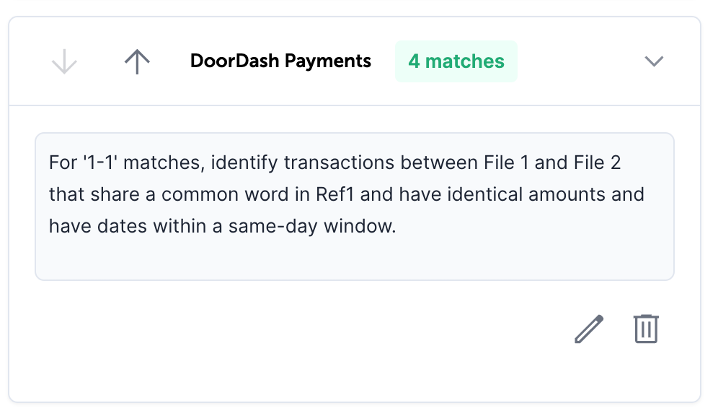 DoorDash Payments 4 matches
For '1-1' matches, identify transactions between File 1 and File 2
that share a common word in Ref1 and have identical amounts and
have dates within a same-day window.